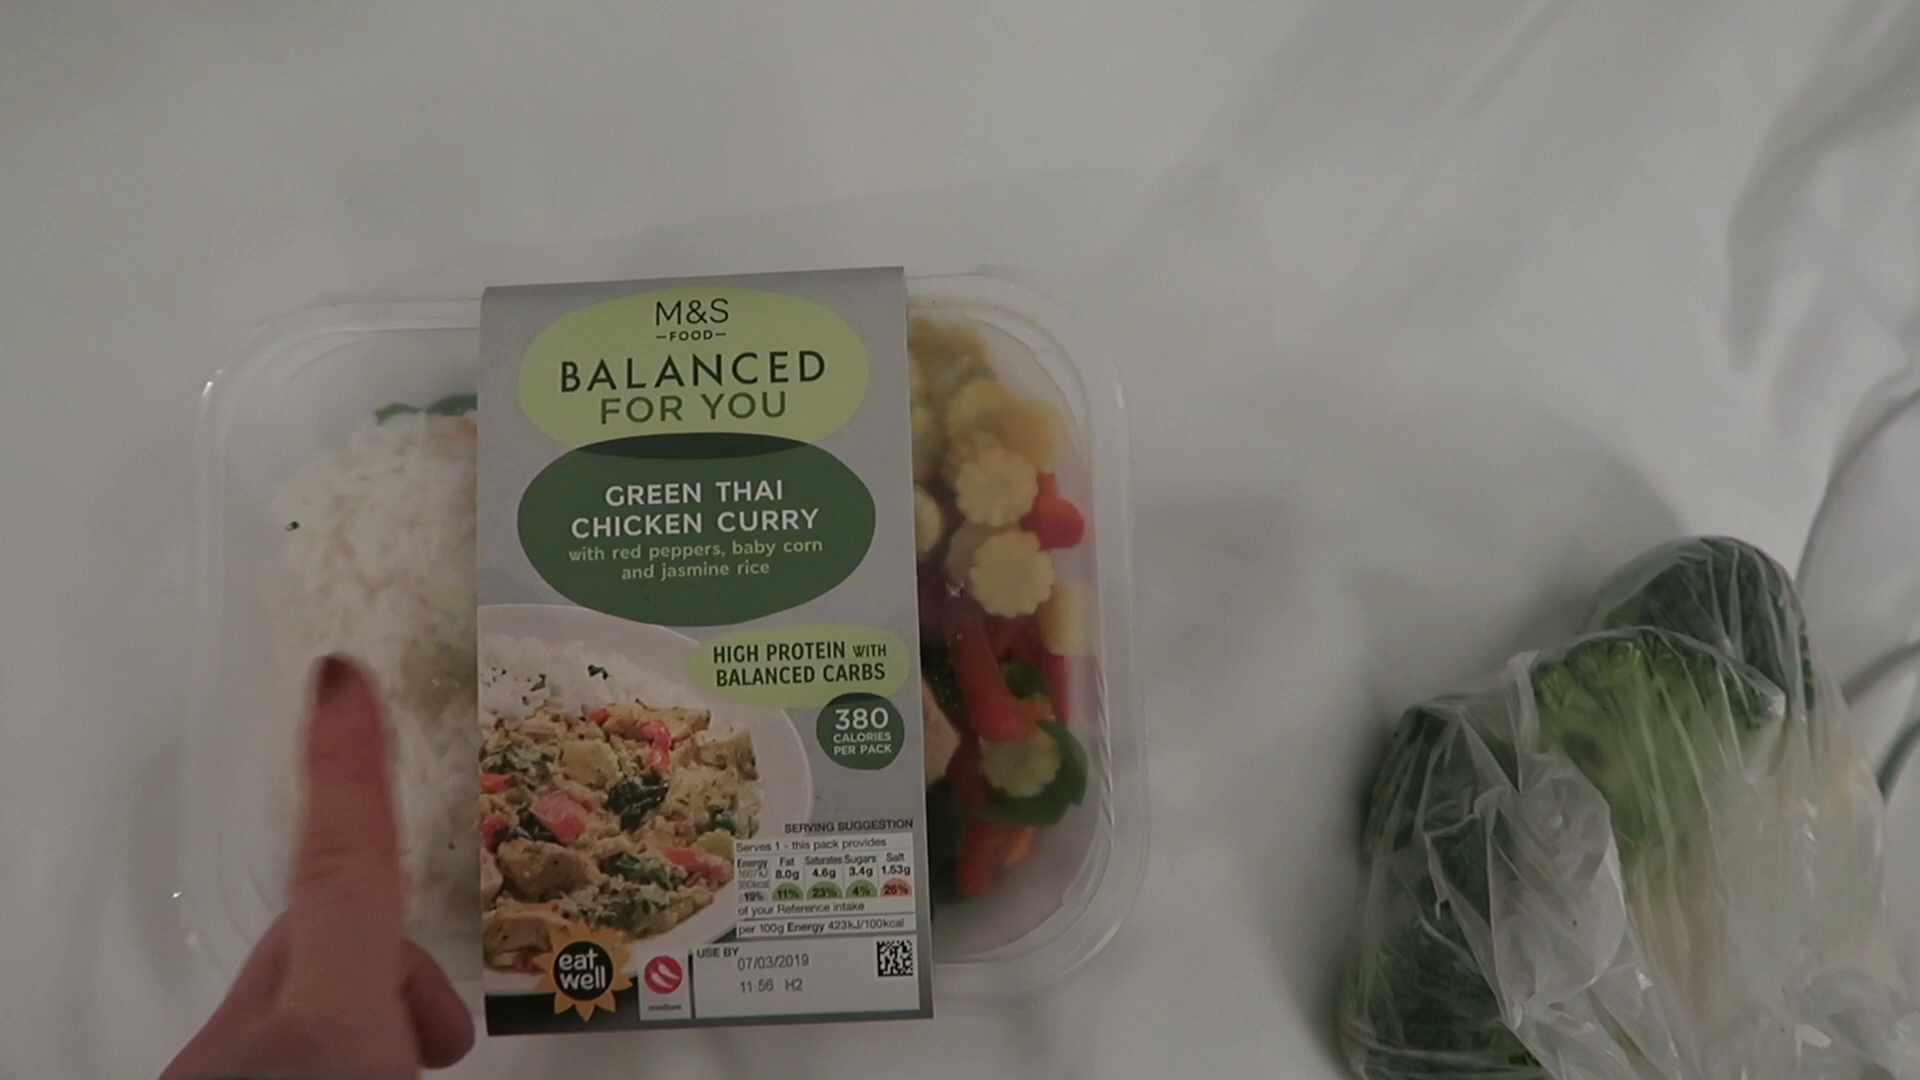 M&S
FOOD
BALANCED
FOR YOU
GREEN THAI
CHICKEN CURRY
with red peppers, baby corn
and jasmine rice
HIGH PROTEIN WITH
BALANCED CARBS
380
CALORIES
PER PACK
SERVING SUGGESTION
Serves 1 - this pack provides
Energy Fat Saturates Sugars Salt
1607kJ 8.0g 4.6g 3.4g 1.53g
380kcal
19% 11% 23% 4% 26%
of your Reference intake
per 100g Energy 423kJ/100kcal
eat
well
medium
USE BY
07/03/2019
11:56 H2